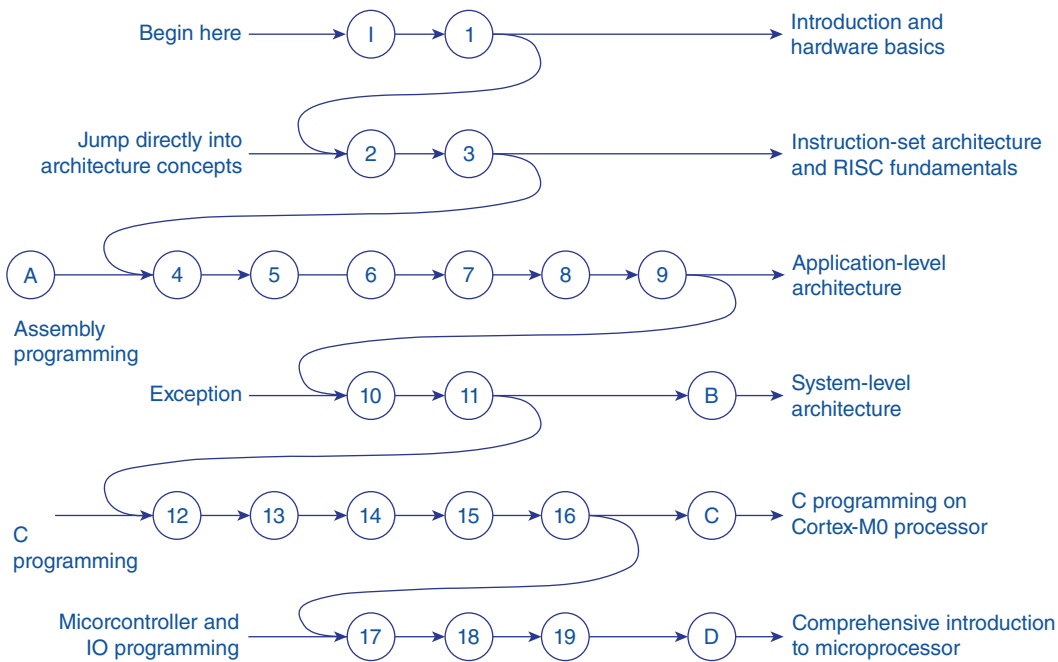 Begin here
I
1
Introduction and
hardware basics
Jump directly into
architecture concepts
2
3
Instruction-set architecture
and RISC fundamentals
A
4
5
6
7
8
9
Application-level
architecture
Assembly
programming
Exception
10
11
B
System-level
architecture
C
programming
12
13
14
15
16
C
C programming on
Cortex-M0 processor
Micorcontroller and
IO programming
17
18
19
D
Comprehensive introduction
to microprocessor